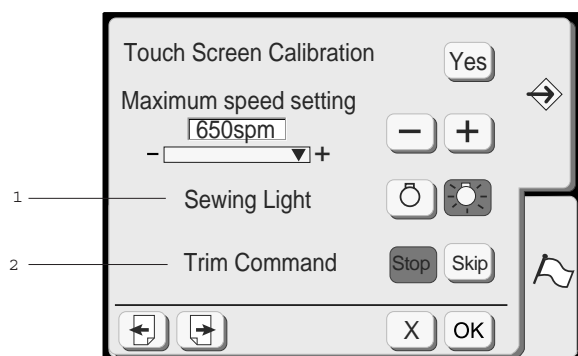 Touch Screen Calibration Yes
Maximum speed setting
650spm
− +
− +
1 Sewing Light
2 Trim Command Stop Skip
X OK